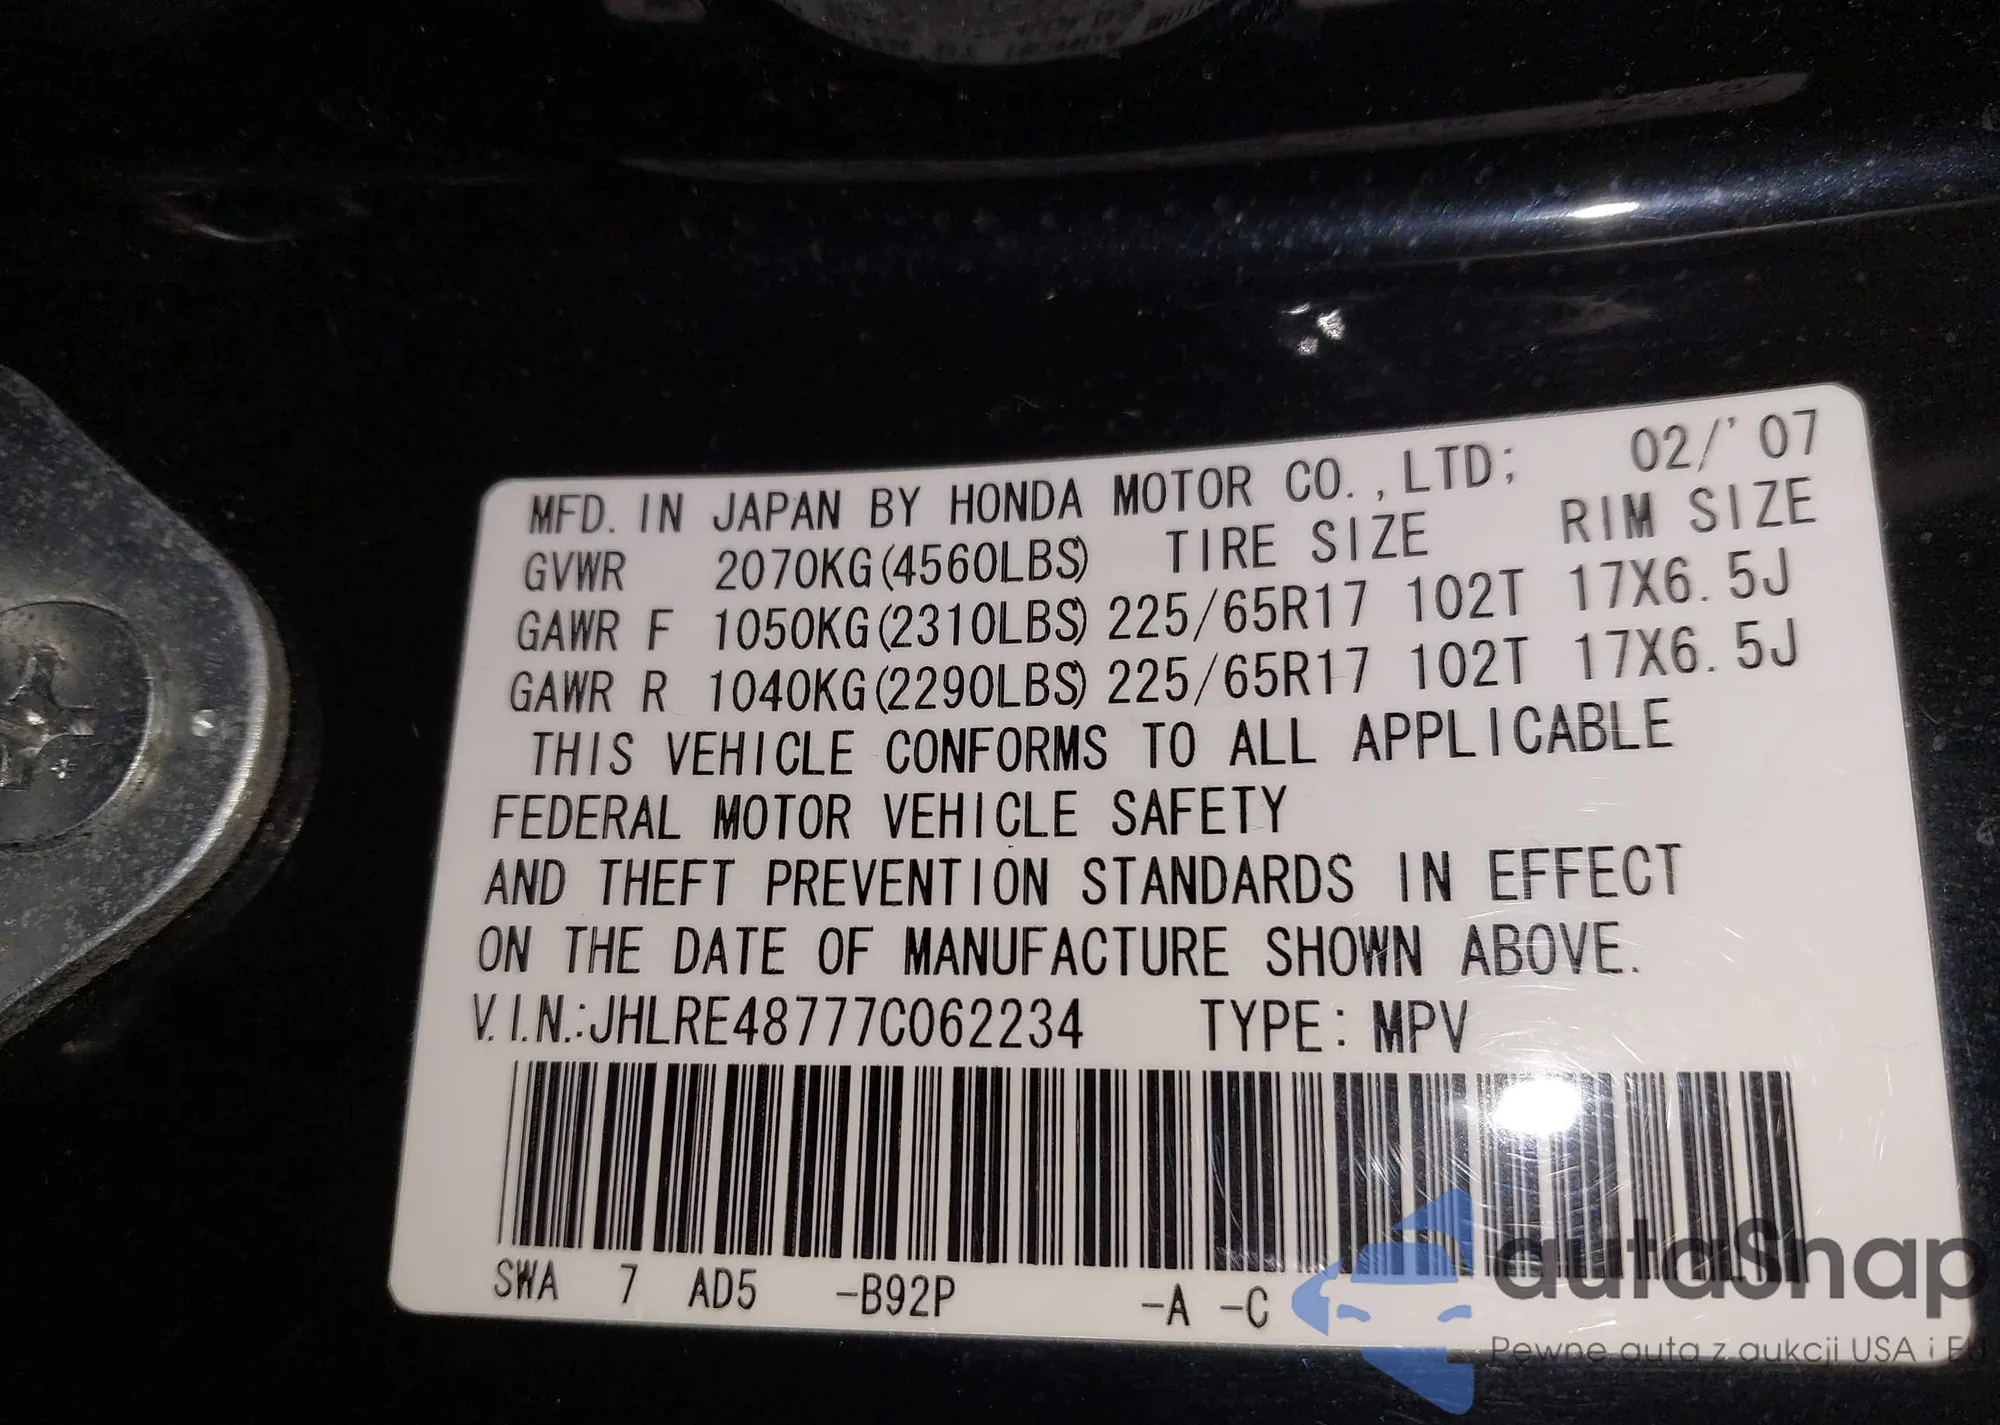 MFD. IN JAPAN BY HONDA MOTOR CO.,LTD; 02/'07
GVWR 2070KG(4560LBS) TIRE SIZE RIM SIZE
GAWR F 1050KG(2310LBS) 225/65R17 102T 17X6.5J
GAWR R 1040KG(2290LBS) 225/65R17 102T 17X6.5J
THIS VEHICLE CONFORMS TO ALL APPLICABLE
FEDERAL MOTOR VEHICLE SAFETY
AND THEFT PREVENTION STANDARDS IN EFFECT
ON THE DATE OF MANUFACTURE SHOWN ABOVE.
V.I.N.:JHLRE48777C062234 TYPE: MPV
SWA 7 AD5 -B92P -A -C
autaSnap
Pewne auta z aukcji USA i EU